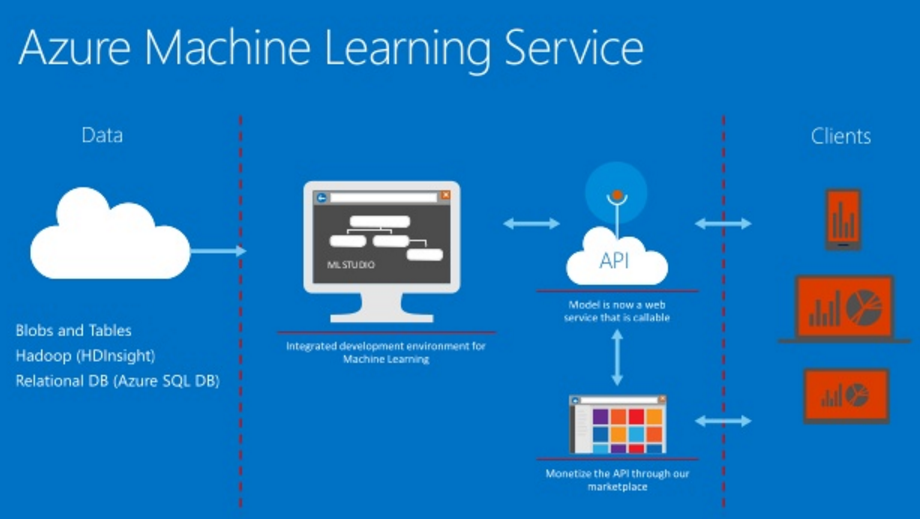 Azure Machine Learning Service
Data
Clients
ML STUDIO
API
Blobs and Tables
Hadoop (HDInsight)
Relational DB (Azure SQL DB)
Integrated development environment for
Machine Learning
Model is now a web
service that is callable
Monetize the API through our
marketplace